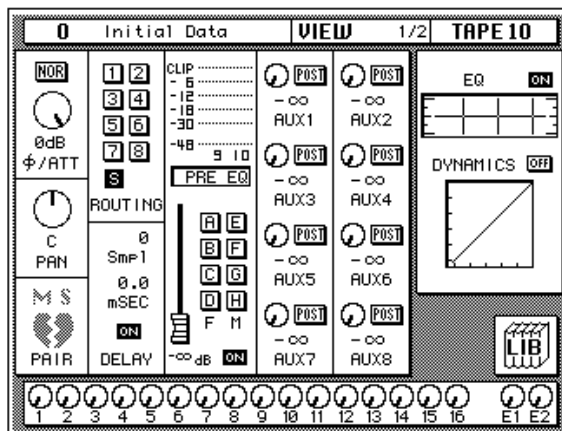 0 Initial Data VIEW 1/2 TAPE 10
NOR
0dB
ϕ/ATT
C
PAN
M S
PAIR
1 2
3 4
5 6
7 8
S
ROUTING
0
Smpl
0.0
mSEC
ON
DELAY
CLIP
- 6
-12
-18
-30
-48
9 10
PRE EQ
A E
B F
C G
D H
F M
-∞ dB ON
POST POST
-∞ -∞
AUX1 AUX2
POST POST
-∞ -∞
AUX3 AUX4
POST POST
-∞ -∞
AUX5 AUX6
POST POST
-∞ -∞
AUX7 AUX8
EQ ON
DYNAMICS OFF
LIB
1 2 3 4 5 6 7 8 9 10 11 12 13 14 15 16 E1 E2